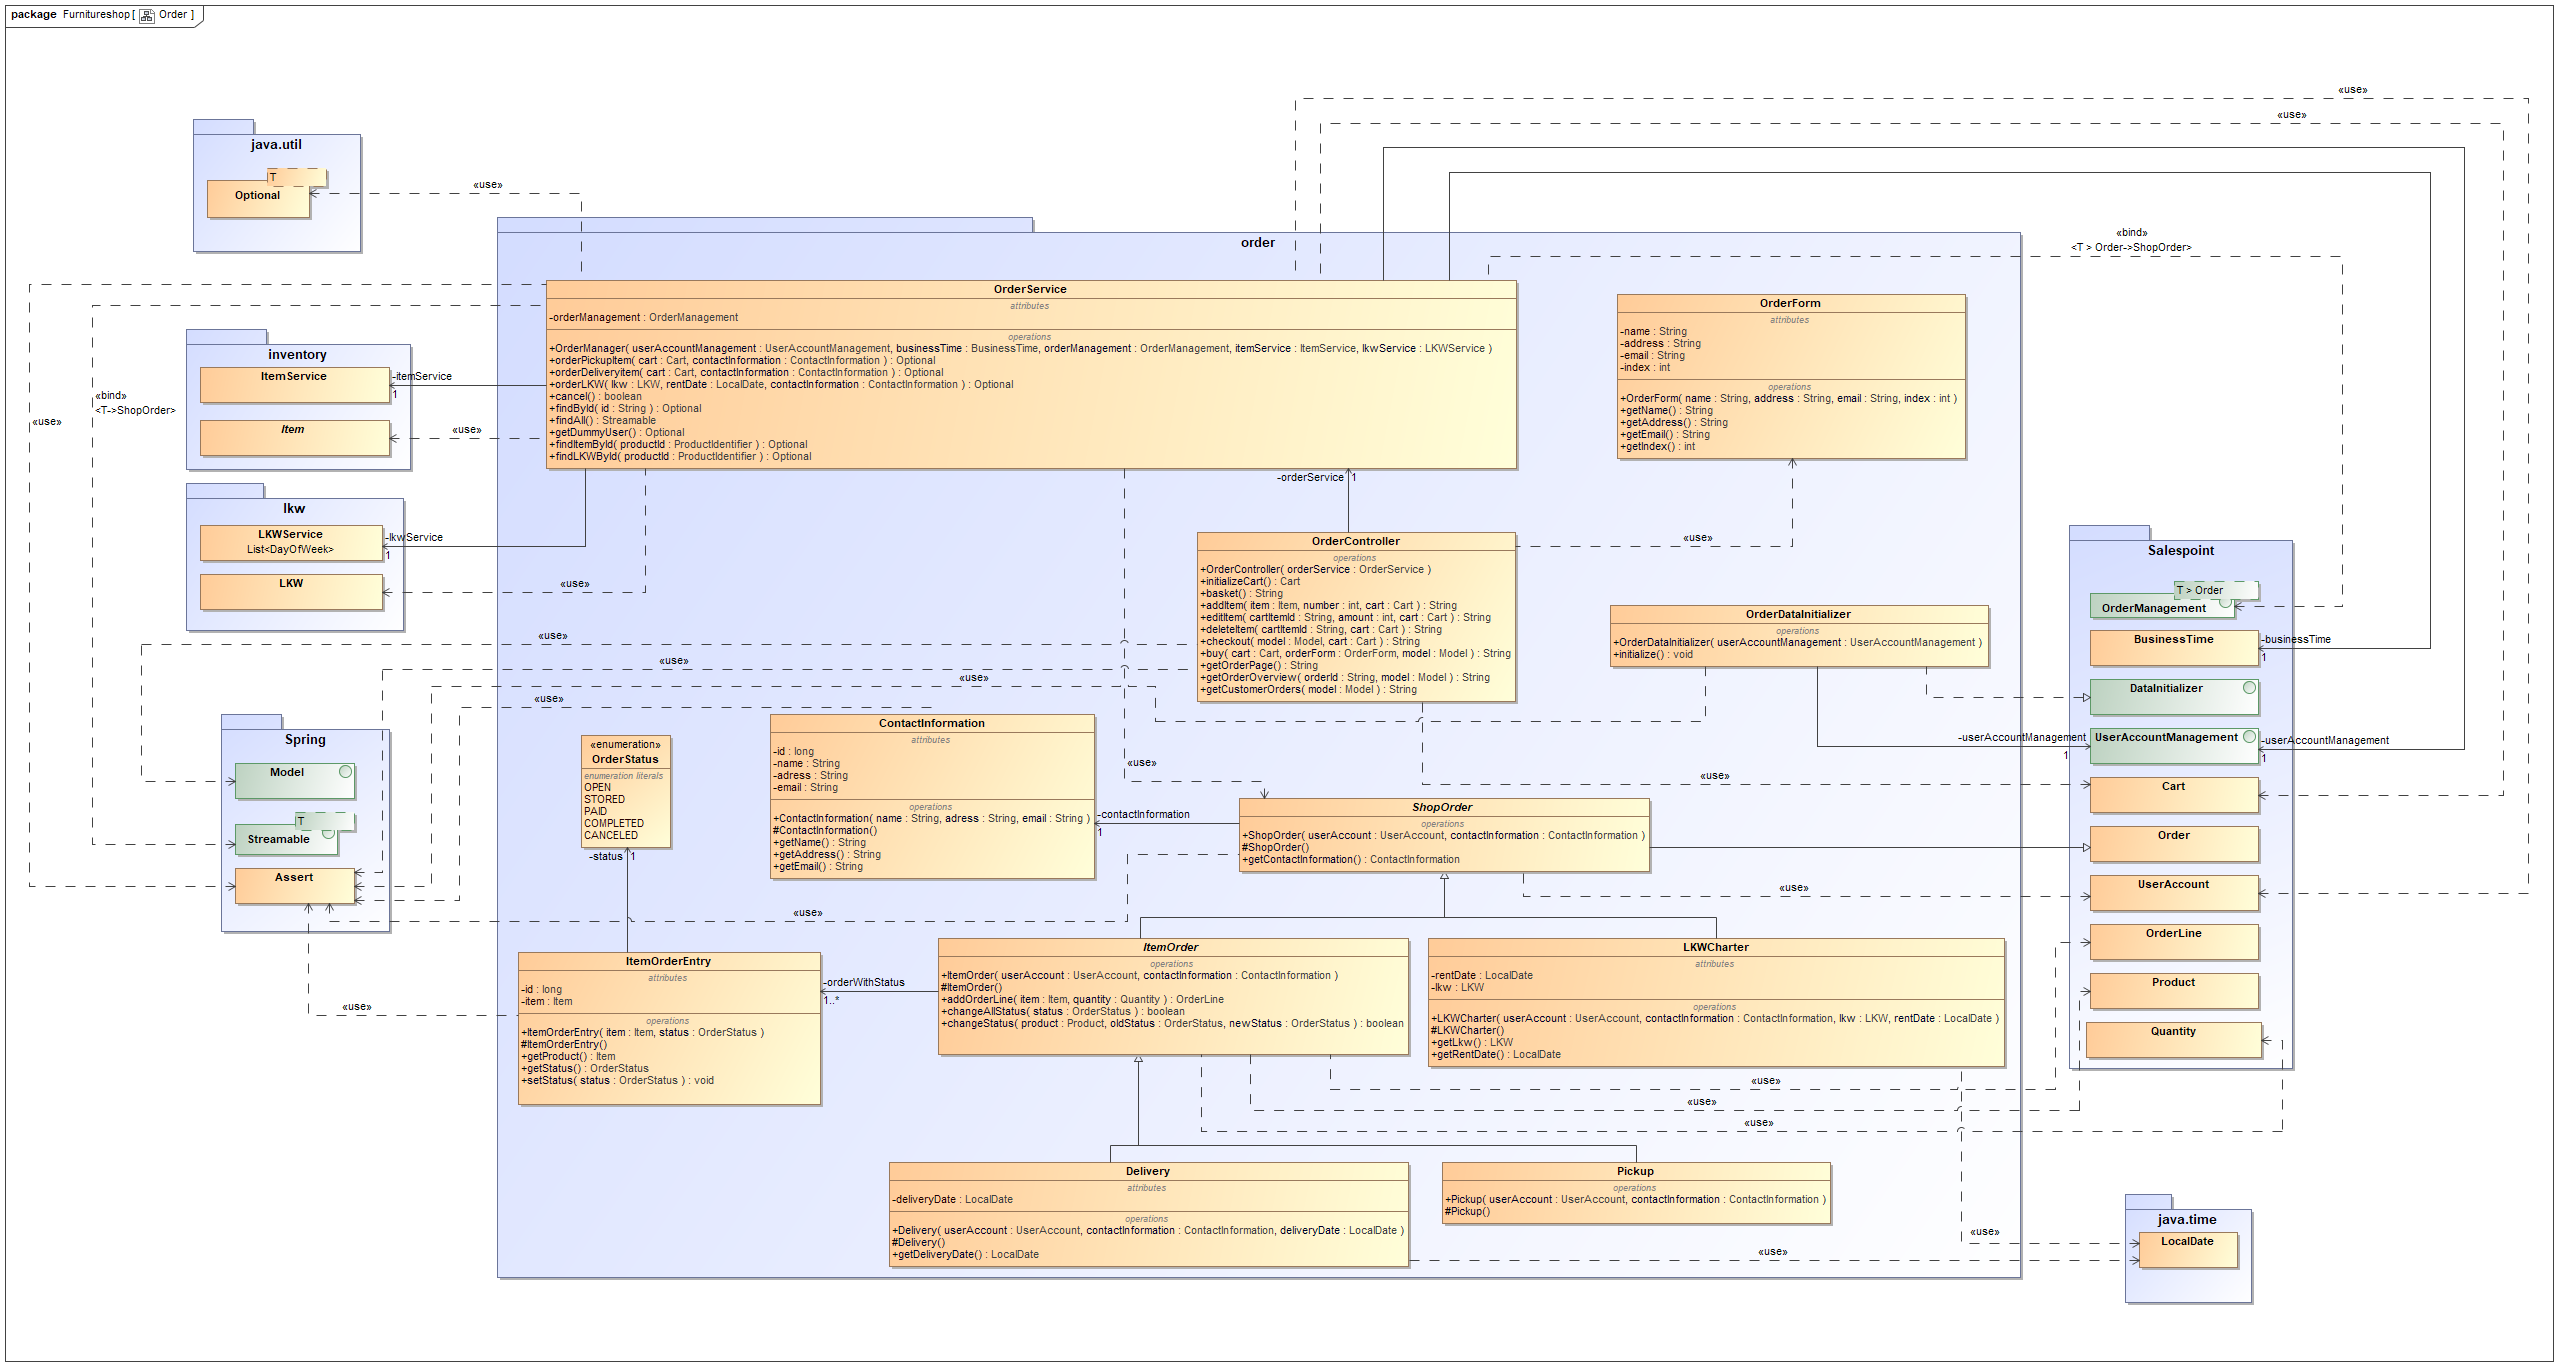 package Furnitureshop [ Order ]
«use»
«use»
java.util
T
Optional
«use»
«bind»
<T > Order->ShopOrder>
order
OrderService
attributes
-orderManagement : OrderManagement
operations
+OrderManager( userAccountManagement : UserAccountManagement, businessTime : BusinessTime, orderManagement : OrderManagement, itemService : ItemService, lkwService : LKWService )
+orderPickupItem( cart : Cart, contactInformation : ContactInformation ) : Optional
+orderDeliveryitem( cart : Cart, contactInformation : ContactInformation ) : Optional
+orderLKW( lkw : LKW, rentDate : LocalDate, contactInformation : ContactInformation ) : Optional
+cancel() : boolean
+findById( id : String ) : Optional
+findAll() : Streamable
+getDummyUser() : Optional
+findItemById( productId : ProductIdentifier ) : Optional
+findLKWById( productId : ProductIdentifier ) : Optional
OrderForm
attributes
-name : String
-address : String
-email : String
-index : int
operations
+OrderForm( name : String, address : String, email : String, index : int )
+getName() : String
+getAddress() : String
+getEmail() : String
+getIndex() : int
inventory
ItemService
-itemService
1
Item
«use»
«bind»
<T->ShopOrder>
«use»
lkw
LKWService
List<DayOfWeek>
-lkwService
1
LKW
«use»
-orderService 1
OrderController
operations
+OrderController( orderService : OrderService )
+initializeCart() : Cart
+basket() : String
+addItem( item : Item, number : int, cart : Cart ) : String
+editItem( cartItemId : String, amount : int, cart : Cart ) : String
+deleteItem( cartItemId : String, cart : Cart ) : String
+checkout( model : Model, cart : Cart ) : String
+buy( cart : Cart, orderForm : OrderForm, model : Model ) : String
+getOrderPage() : String
+getOrderOverview( orderId : String, model : Model ) : String
+getCustomerOrders( model : Model ) : String
«use»
OrderDataInitializer
operations
+OrderDataInitializer( userAccountManagement : UserAccountManagement )
+initialize() : void
Salespoint
T > Order
OrderManagement
BusinessTime
-businessTime
1
DataInitializer
UserAccountManagement
-userAccountManagement
1
-userAccountManagement
1
Cart
Order
UserAccount
OrderLine
Product
Quantity
«use»
«use»
«use»
«use»
Spring
Model
T
Streamable
Assert
«enumeration»
OrderStatus
enumeration literals
OPEN
STORED
PAID
COMPLETED
CANCELED
-status 1
ContactInformation
attributes
-id : long
-name : String
-adress : String
-email : String
operations
+ContactInformation( name : String, adress : String, email : String )
#ContactInformation()
+getName() : String
+getAddress() : String
+getEmail() : String
-contactInformation
1
«use»
«use»
ShopOrder
operations
+ShopOrder( userAccount : UserAccount, contactInformation : ContactInformation )
#ShopOrder()
+getContactInformation() : ContactInformation
«use»
«use»
«use»
ItemOrderEntry
attributes
-id : long
-item : Item
operations
+ItemOrderEntry( item : Item, status : OrderStatus )
#ItemOrderEntry()
+getProduct() : Item
+getStatus() : OrderStatus
+setStatus( status : OrderStatus ) : void
-orderWithStatus
1..*
ItemOrder
operations
+ItemOrder( userAccount : UserAccount, contactInformation : ContactInformation )
#ItemOrder()
+addOrderLine( item : Item, quantity : Quantity ) : OrderLine
+changeAllStatus( status : OrderStatus ) : boolean
+changeStatus( product : Product, oldStatus : OrderStatus, newStatus : OrderStatus ) : boolean
LKWCharter
attributes
-rentDate : LocalDate
-lkw : LKW
operations
+LKWCharter( userAccount : UserAccount, contactInformation : ContactInformation, lkw : LKW, rentDate : LocalDate )
#LKWCharter()
+getLkw() : LKW
+getRentDate() : LocalDate
«use»
«use»
«use»
Delivery
attributes
-deliveryDate : LocalDate
operations
+Delivery( userAccount : UserAccount, contactInformation : ContactInformation, deliveryDate : LocalDate )
#Delivery()
+getDeliveryDate() : LocalDate
Pickup
operations
+Pickup( userAccount : UserAccount, contactInformation : ContactInformation )
#Pickup()
«use»
«use»
java.time
LocalDate